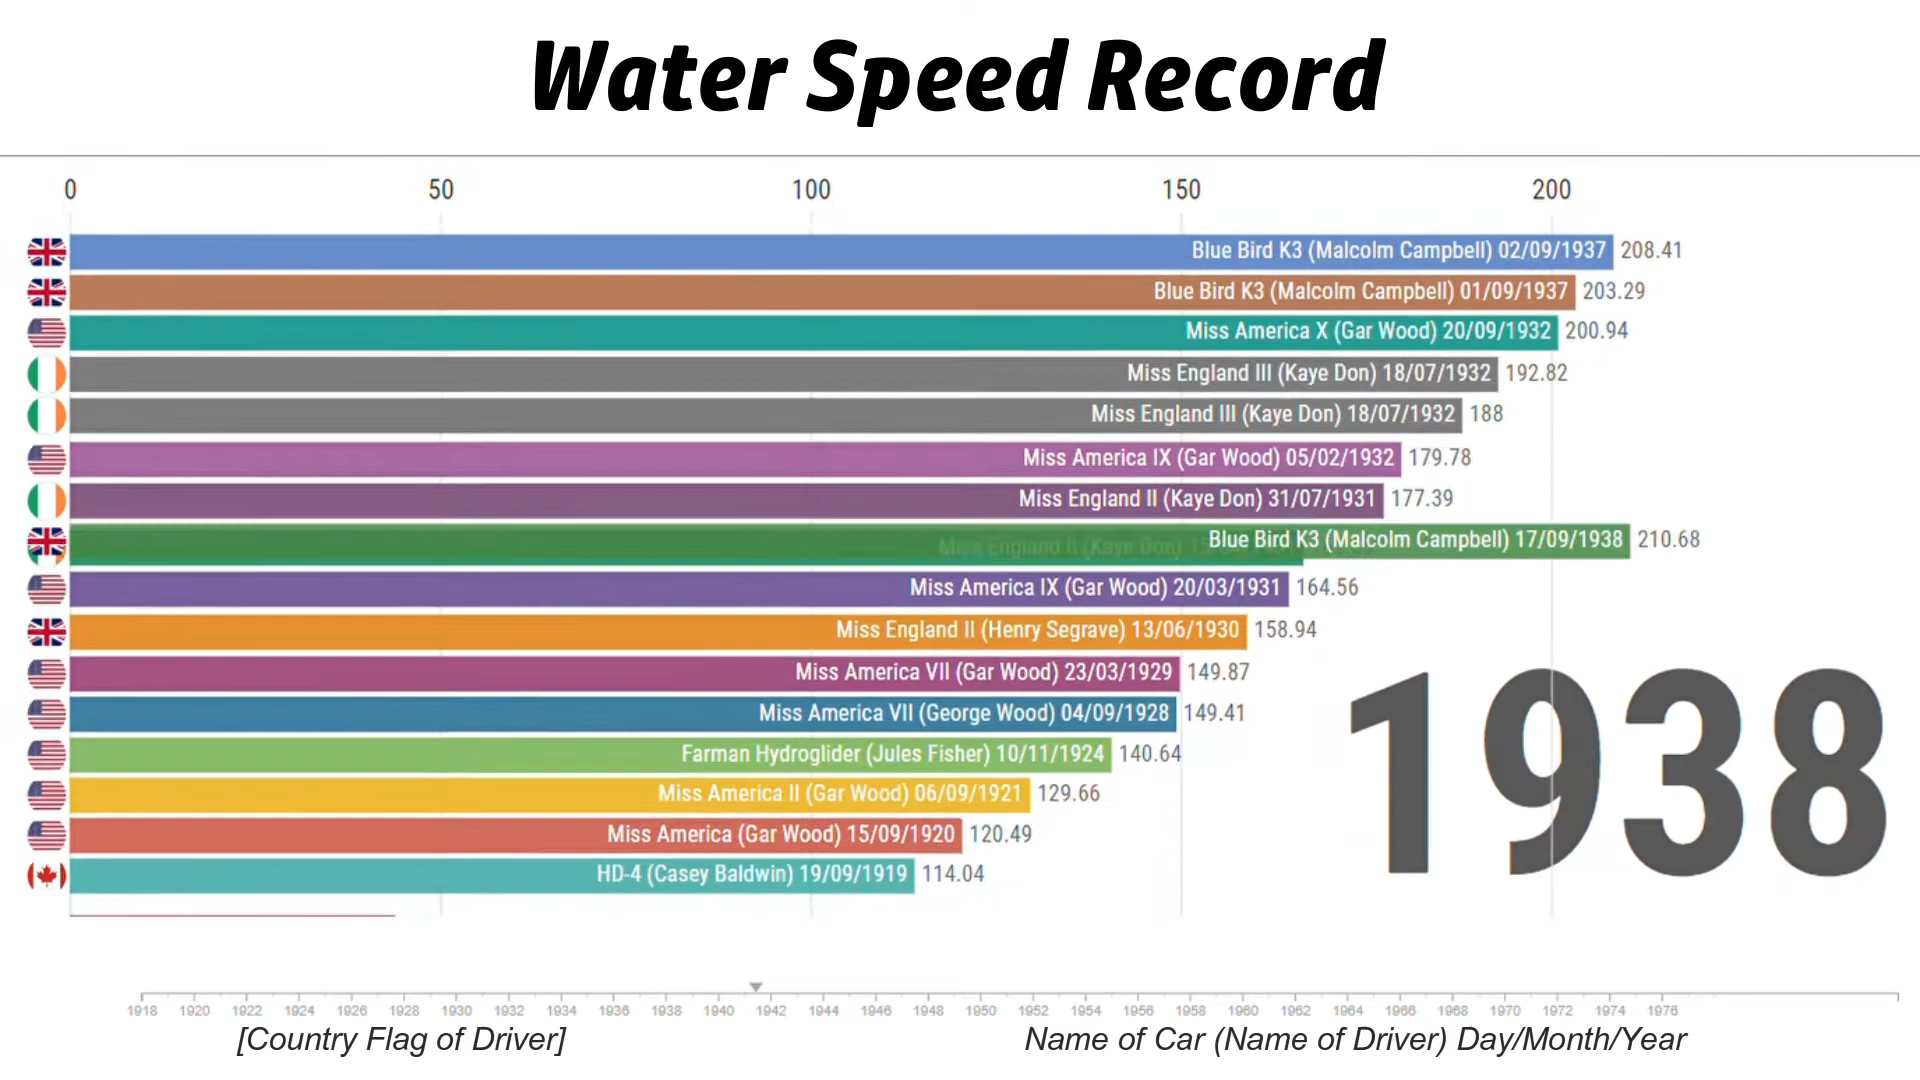 Water Speed Record
0 50 100 150 200
Blue Bird K3 (Malcolm Campbell) 02/09/1937 208.41
Blue Bird K3 (Malcolm Campbell) 01/09/1937 203.29
Miss America X (Gar Wood) 20/09/1932 200.94
Miss England III (Kaye Don) 18/07/1932 192.82
Miss England III (Kaye Don) 18/07/1932 188
Miss America IX (Gar Wood) 05/02/1932 179.78
Miss England II (Kaye Don) 31/07/1931 177.39
Miss England II (Kaye Don) Blue Bird K3 (Malcolm Campbell) 17/09/1938 210.68
Miss America IX (Gar Wood) 20/03/1931 164.56
Miss England II (Henry Segrave) 13/06/1930 158.94
Miss America VII (Gar Wood) 23/03/1929 149.87
Miss America VII (George Wood) 04/09/1928 149.41
Farman Hydroglider (Jules Fisher) 10/11/1924 140.64
Miss America II (Gar Wood) 06/09/1921 129.66
Miss America (Gar Wood) 15/09/1920 120.49
HD-4 (Casey Baldwin) 19/09/1919 114.04
1938
1918 1920 1922 1924 1926 1928 1930 1932 1934 1936 1938 1940 1942 1944 1946 1948 1950 1952 1954 1956 1958 1960 1962 1964 1966 1968 1970 1972 1974 1976
[Country Flag of Driver] Name of Car (Name of Driver) Day/Month/Year